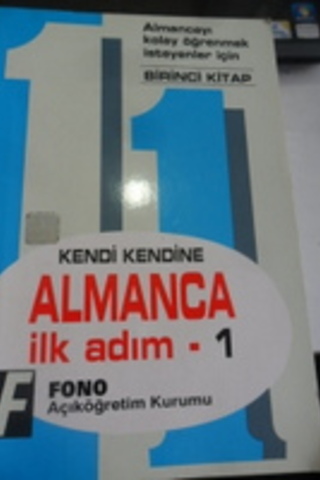 Almancayı
kolay öğrenmek
isteyenler için
BİRİNCİ KİTAP
11
KENDİ KENDİNE
ALMANCA
ilk adım - 1
F
FONO
Açıköğretim Kurumu